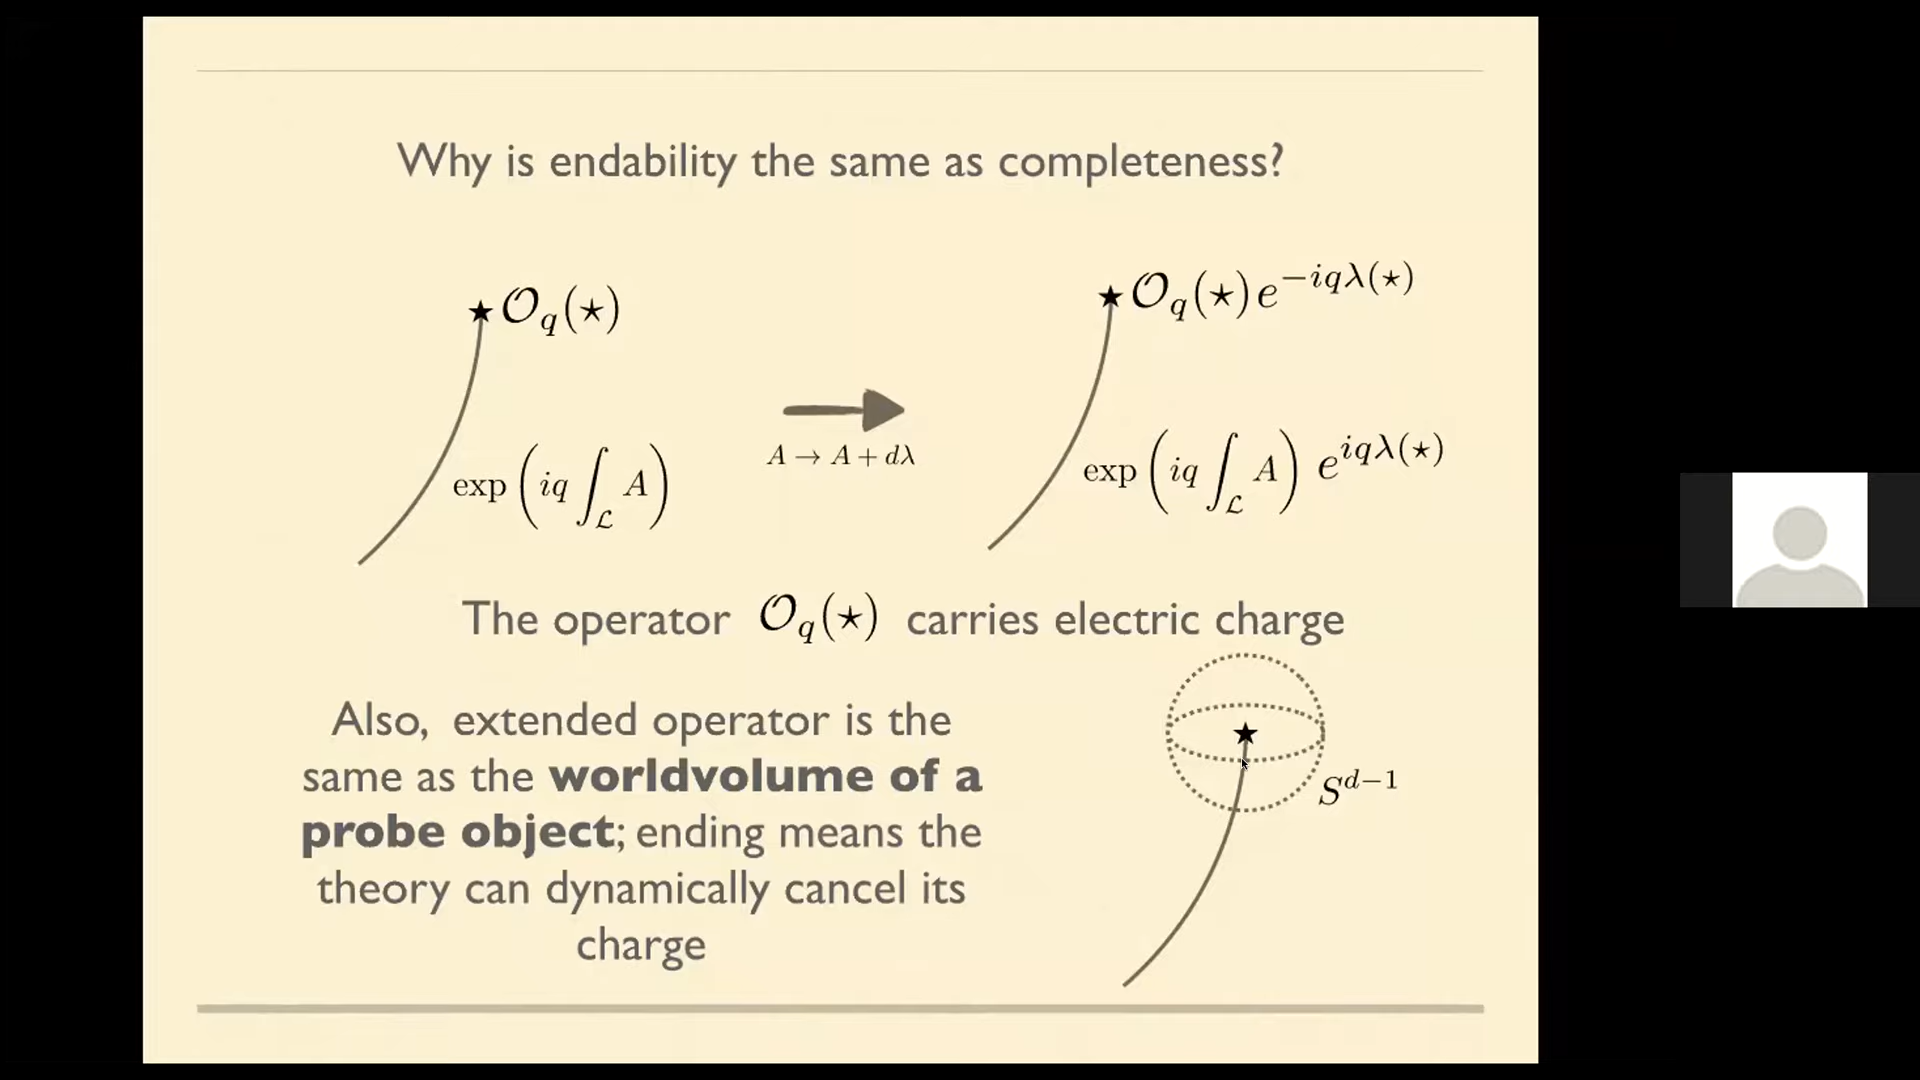 Why is endability the same as completeness?
★ 𝒪_q(⋆)
★ 𝒪_q(⋆) e^{−iqλ(⋆)}
exp(iq ∫_ℒ A)
A → A + dλ
exp(iq ∫_ℒ A) e^{iqλ(⋆)}
The operator 𝒪_q(⋆) carries electric charge
Also, extended operator is the
same as the worldvolume of a
probe object; ending means the
theory can dynamically cancel its
charge
★
S^{d−1}